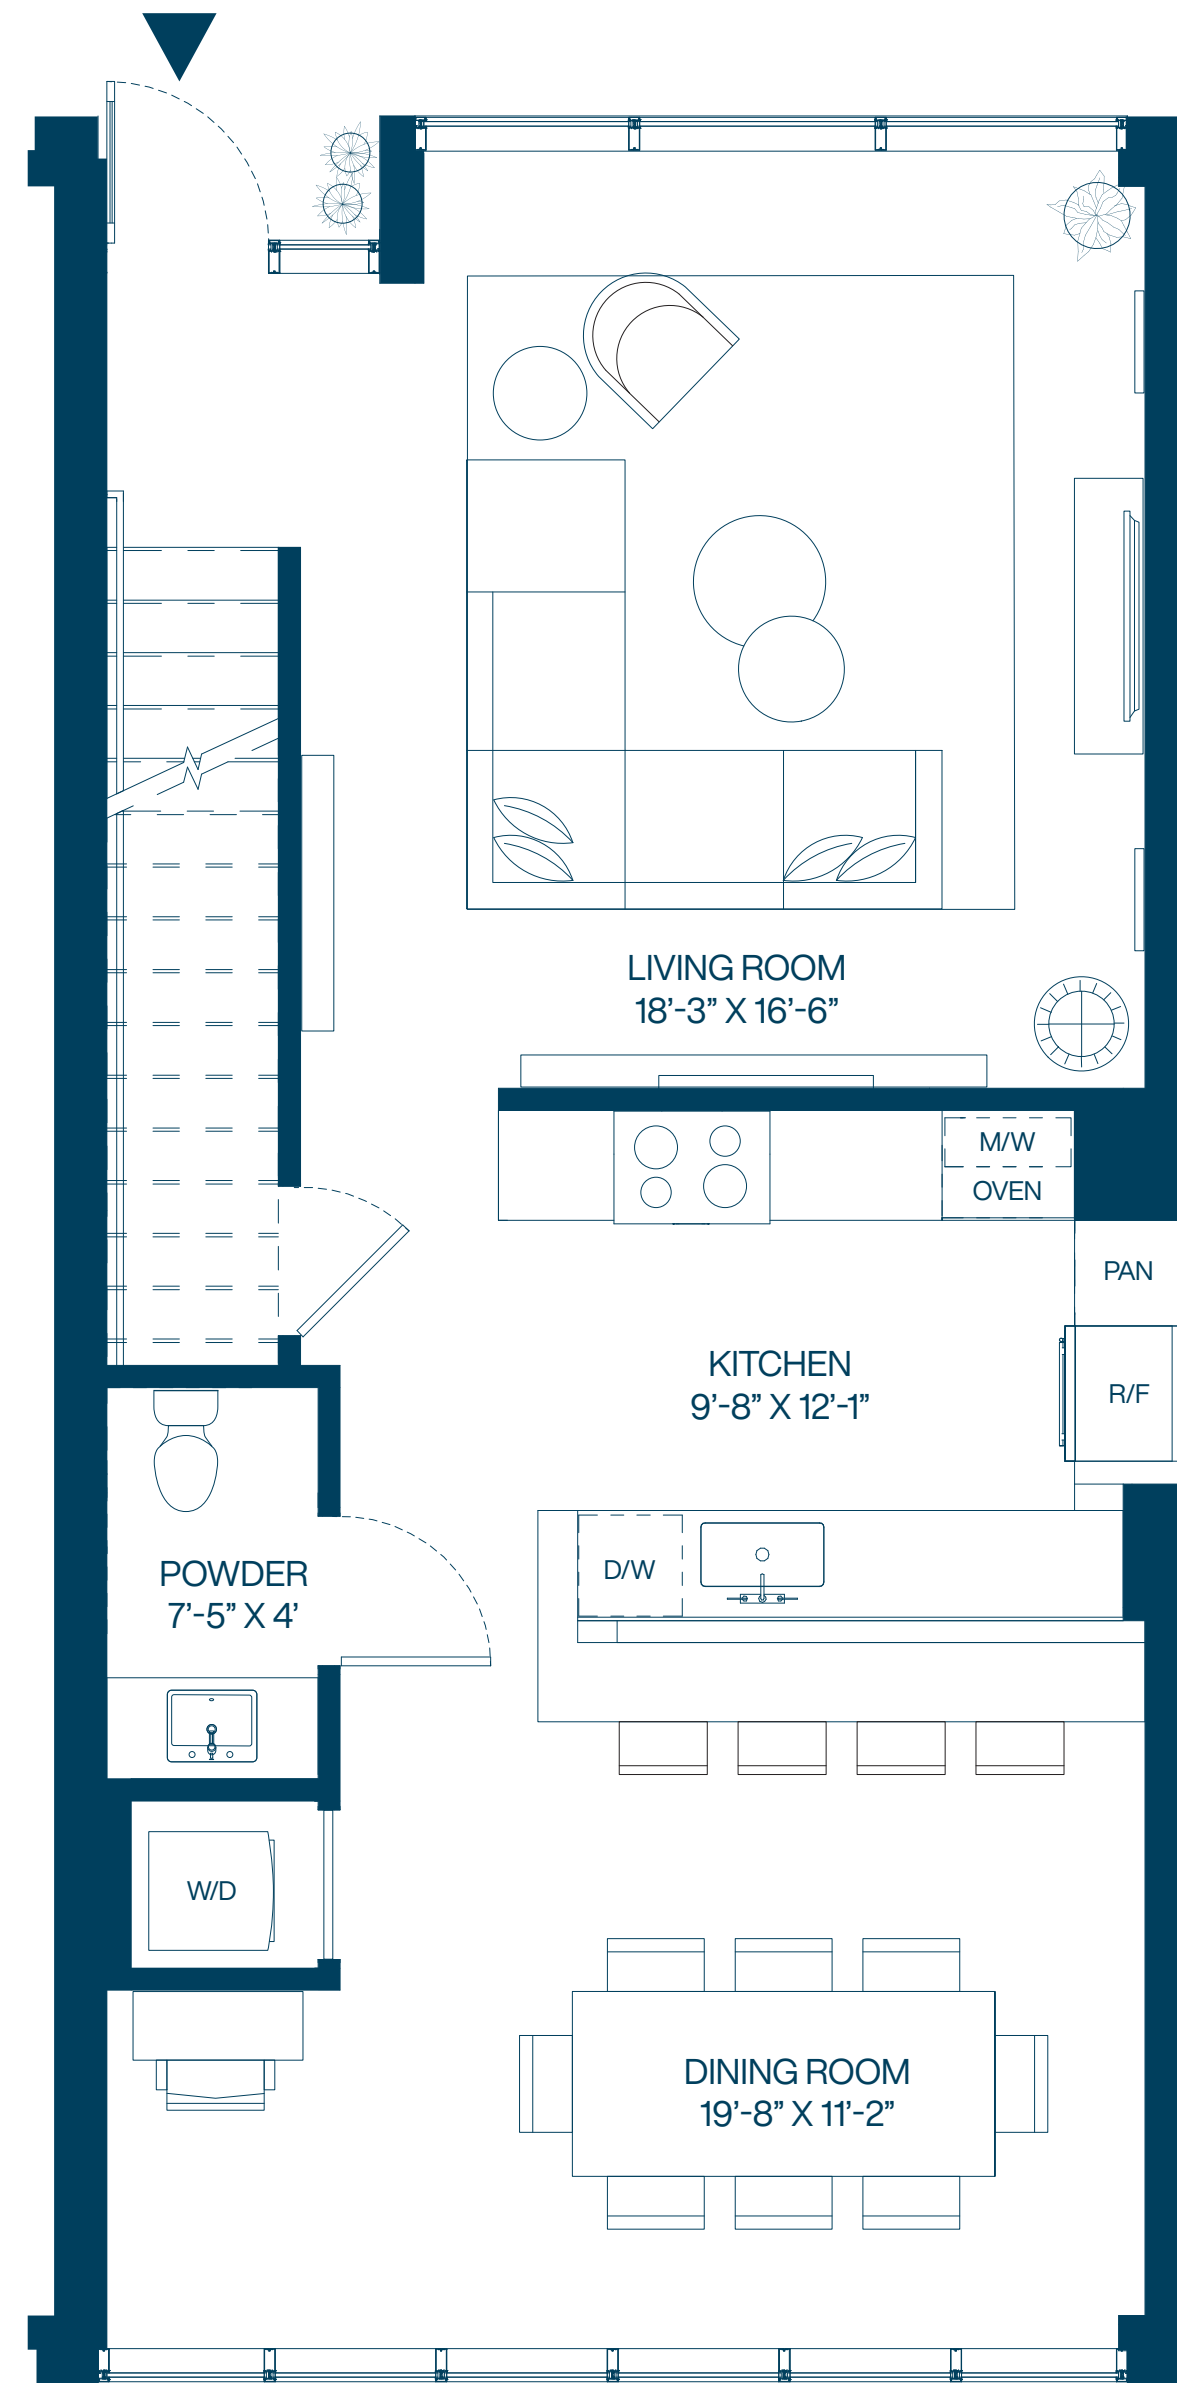 LIVING ROOM
18’-3” X 16’-6”
M/W
OVEN
PAN
KITCHEN
9’-8” X 12’-1”
R/F
D/W
POWDER
7’-5” X 4’
W/D
DINING ROOM
19’-8” X 11’-2”